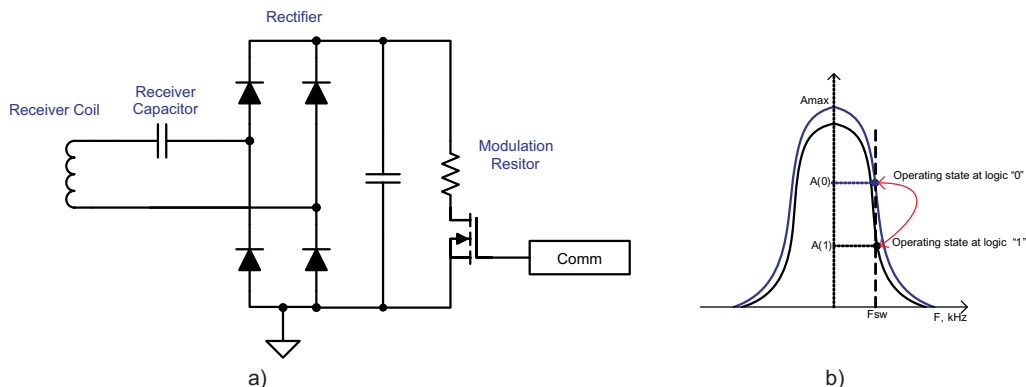 Rectifier
Receiver
Capacitor
Receiver Coil
Modulation
Resitor
Comm
a)
Amax
A(0)
Operating state at logic “0”
A(1)
Operating state at logic “1”
Fsw
F, kHz
b)